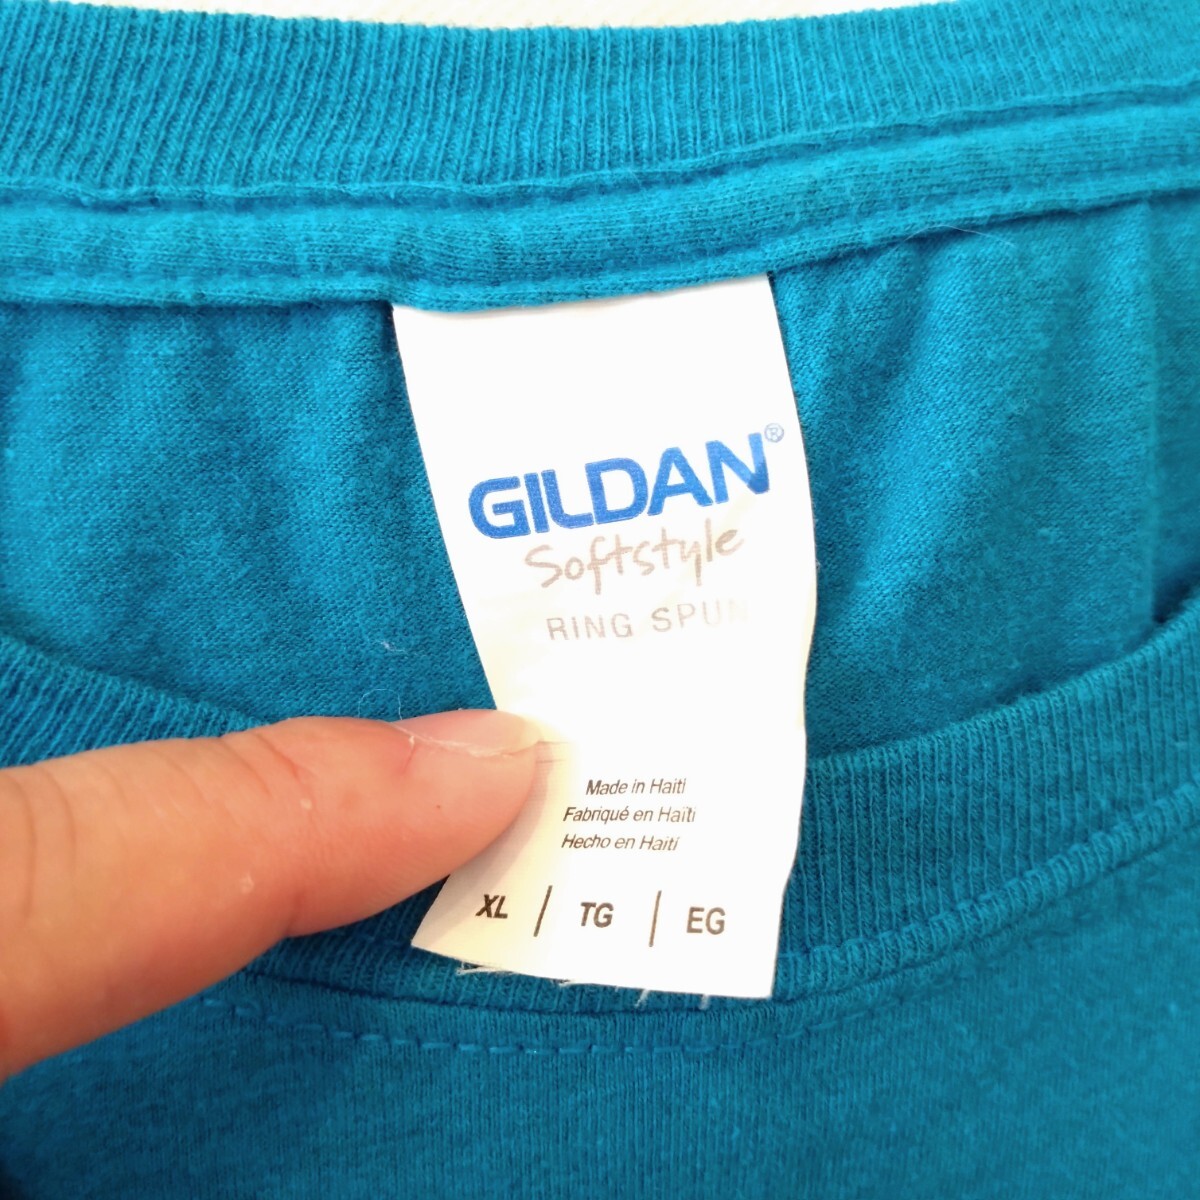 GILDAN®
Softstyle
RING SPUN
Made in Haiti
Fabriqué en Haïti
Hecho en Haiti
XL | TG | EG